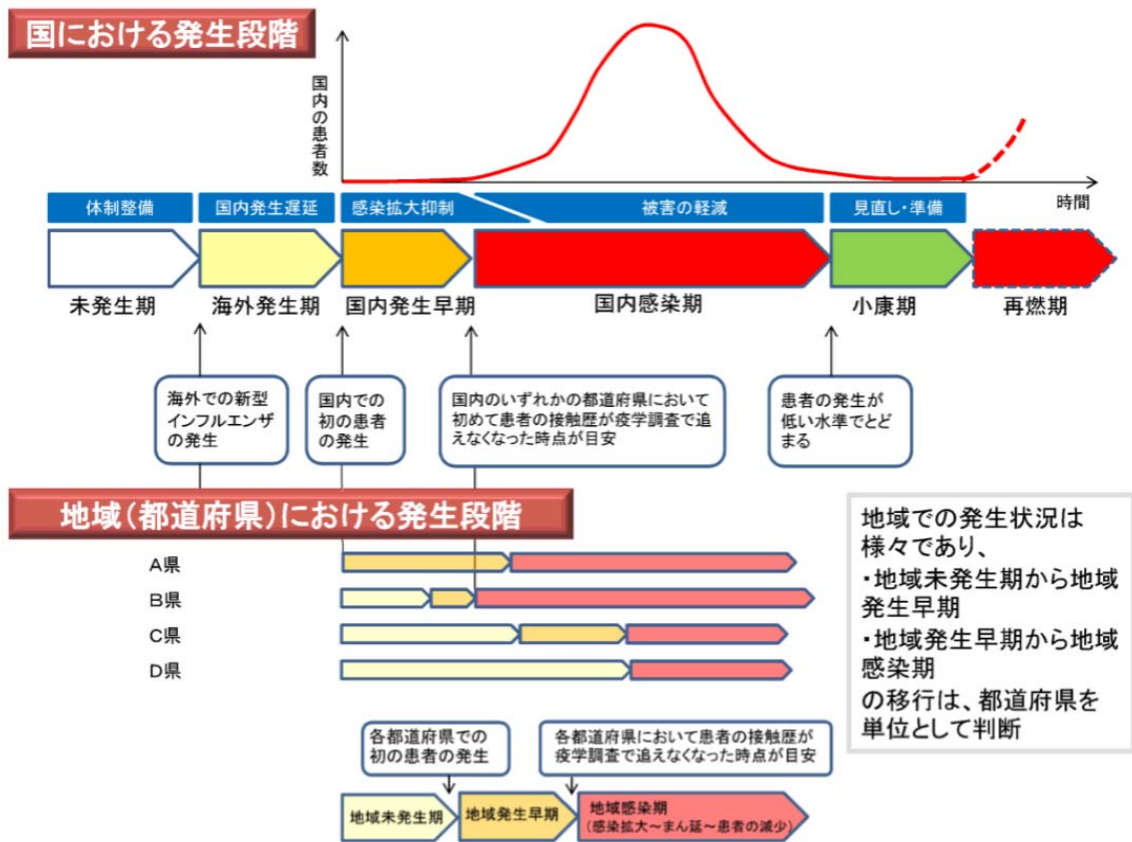 国における発生段階
国内の患者数
時間
体制整備
国内発生遅延
感染拡大抑制
被害の軽減
見直し・準備
未発生期
海外発生期
国内発生早期
国内感染期
小康期
再燃期
海外での新型
インフルエンザ
の発生
国内での
初の患者
の発生
国内のいずれかの都道府県において
初めて患者の接触歴が疫学調査で追
えなくなった時点が目安
患者の発生が
低い水準でとど
まる
地域(都道府県)における発生段階
A県
B県
C県
D県
地域での発生状況は
様々であり、
・地域未発生期から地域
発生早期
・地域発生早期から地域
感染期
の移行は、都道府県を
単位として判断
各都道府県での
初の患者の発生
各都道府県において患者の接触歴が
疫学調査で追えなくなった時点が目安
地域未発生期
地域発生早期
地域感染期
(感染拡大~まん延~患者の減少)